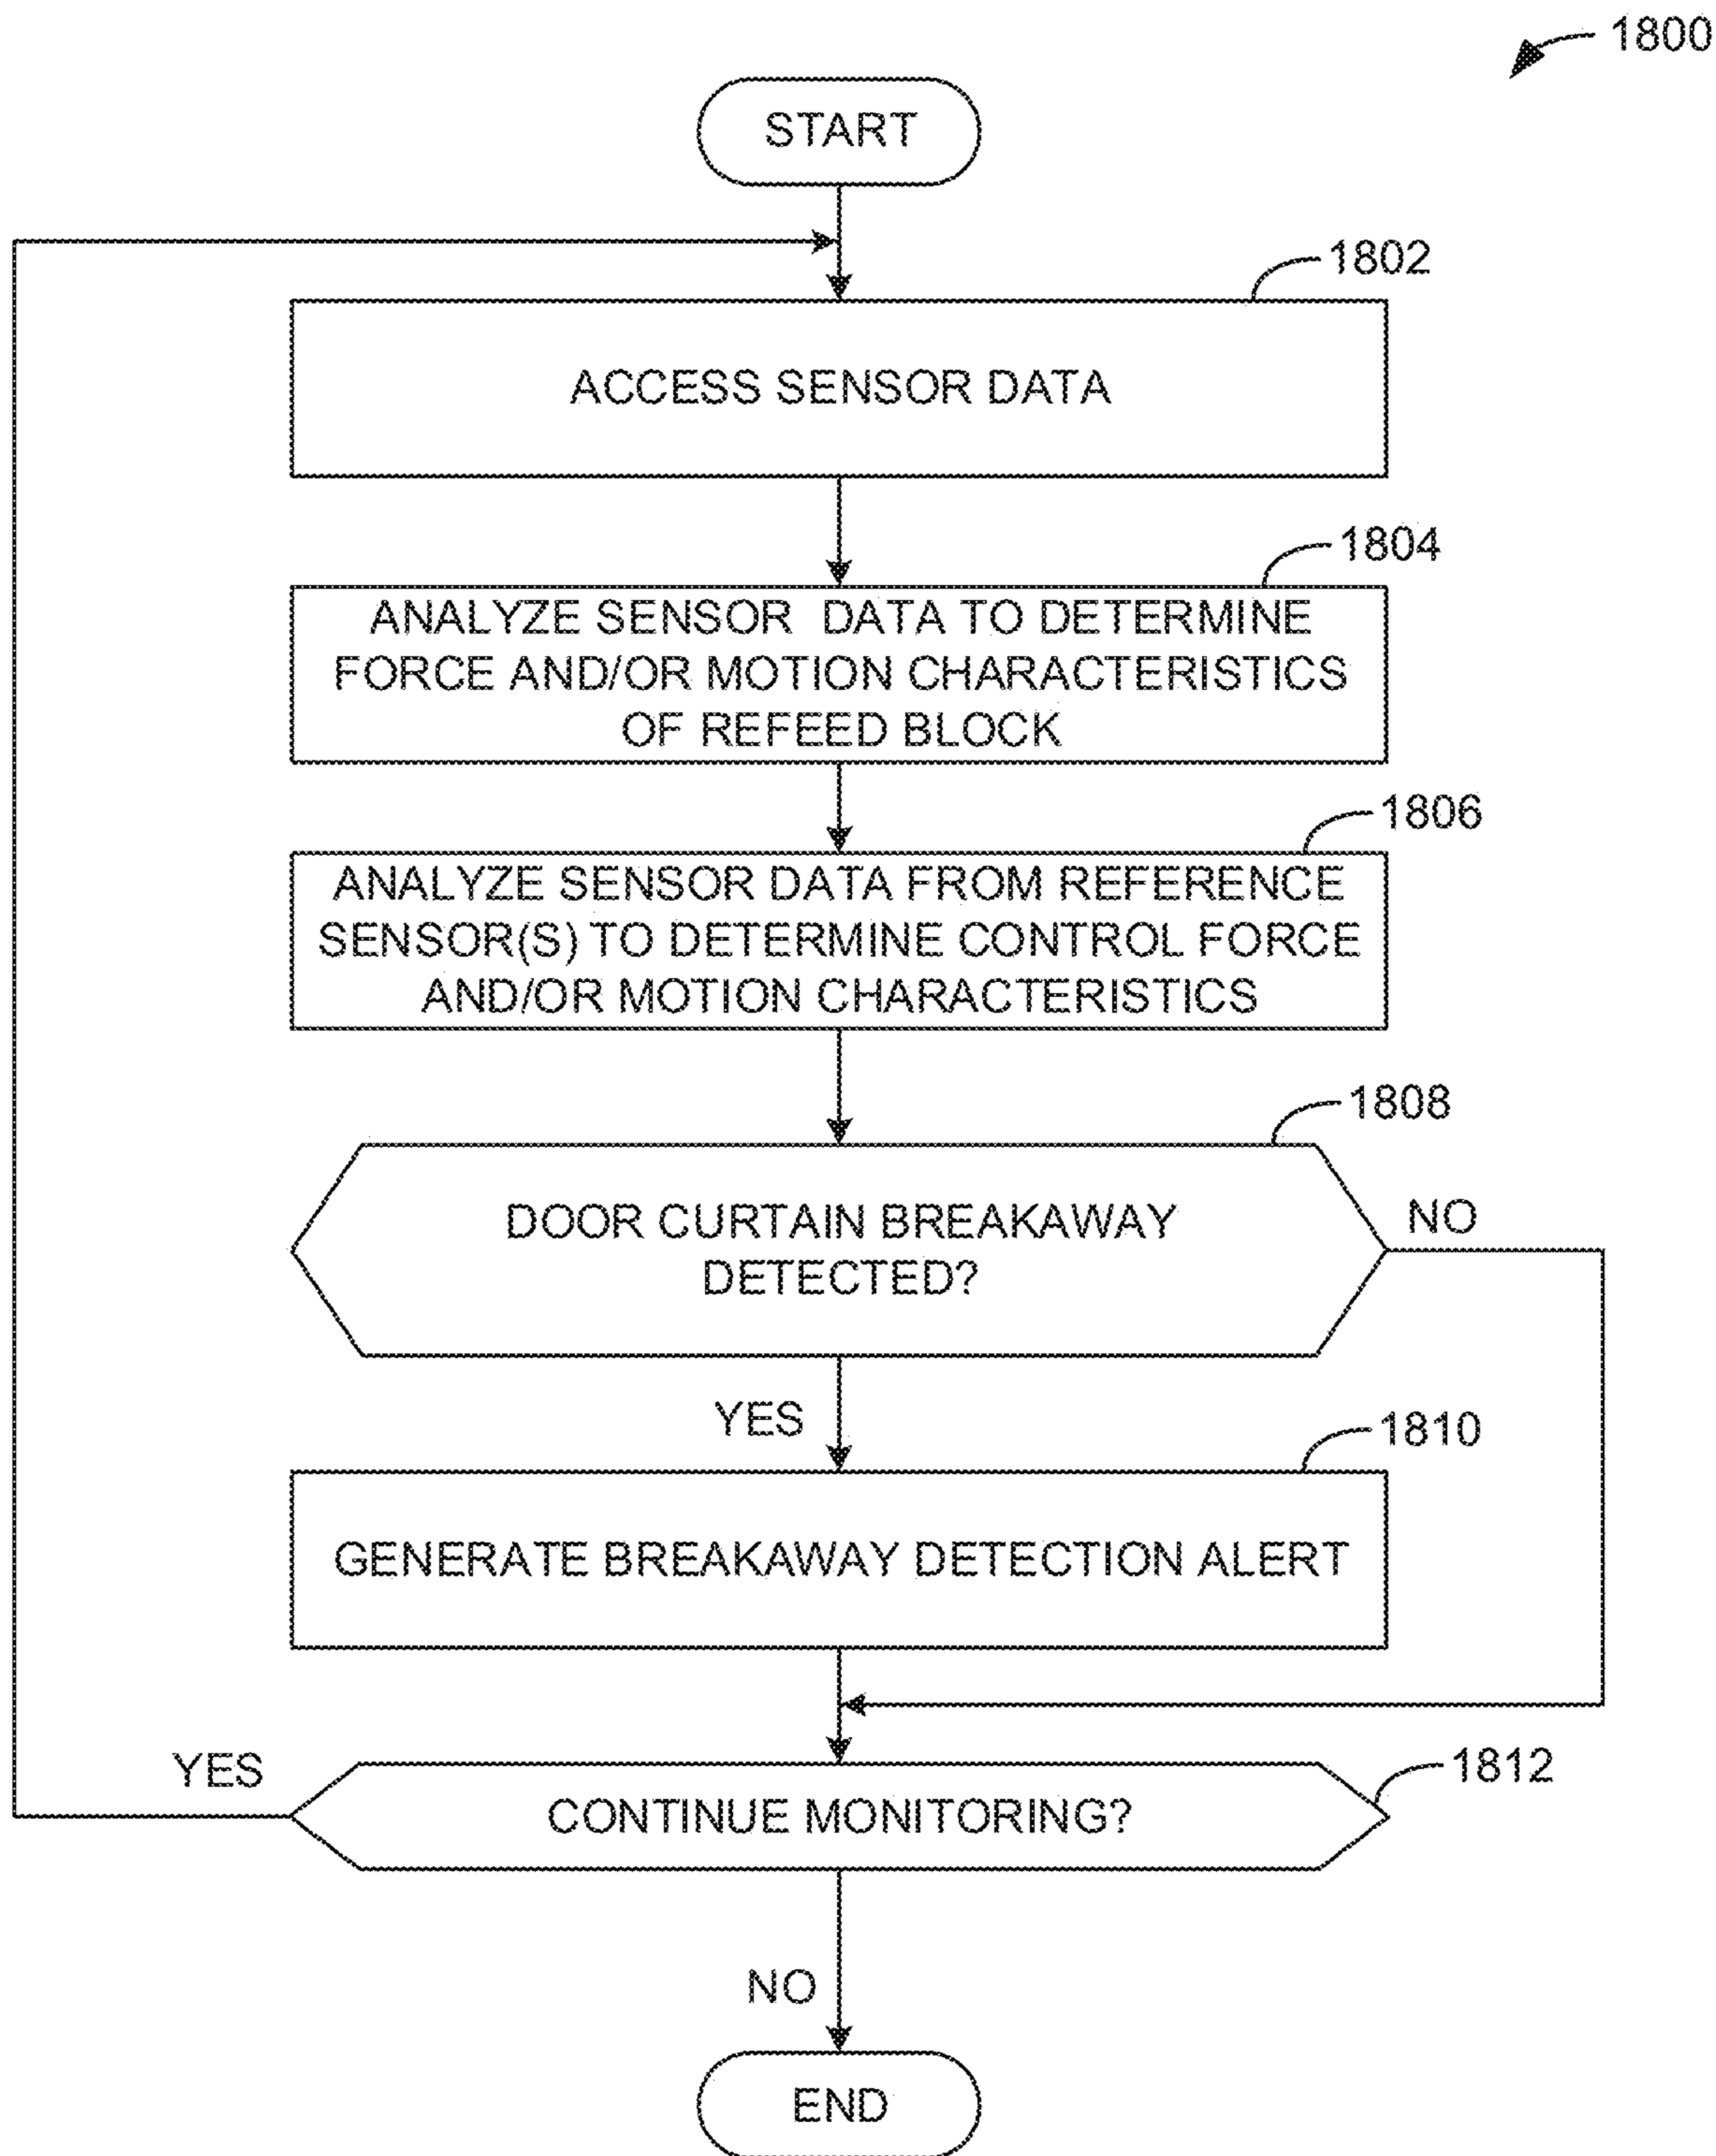 1800
START
1802
ACCESS SENSOR DATA
1804
ANALYZE SENSOR DATA TO DETERMINE
FORCE AND/OR MOTION CHARACTERISTICS
OF REFEED BLOCK
1806
ANALYZE SENSOR DATA FROM REFERENCE
SENSOR(S) TO DETERMINE CONTROL FORCE
AND/OR MOTION CHARACTERISTICS
1808
DOOR CURTAIN BREAKAWAY
DETECTED?
NO
YES
1810
GENERATE BREAKAWAY DETECTION ALERT
YES
1812
CONTINUE MONITORING?
NO
END